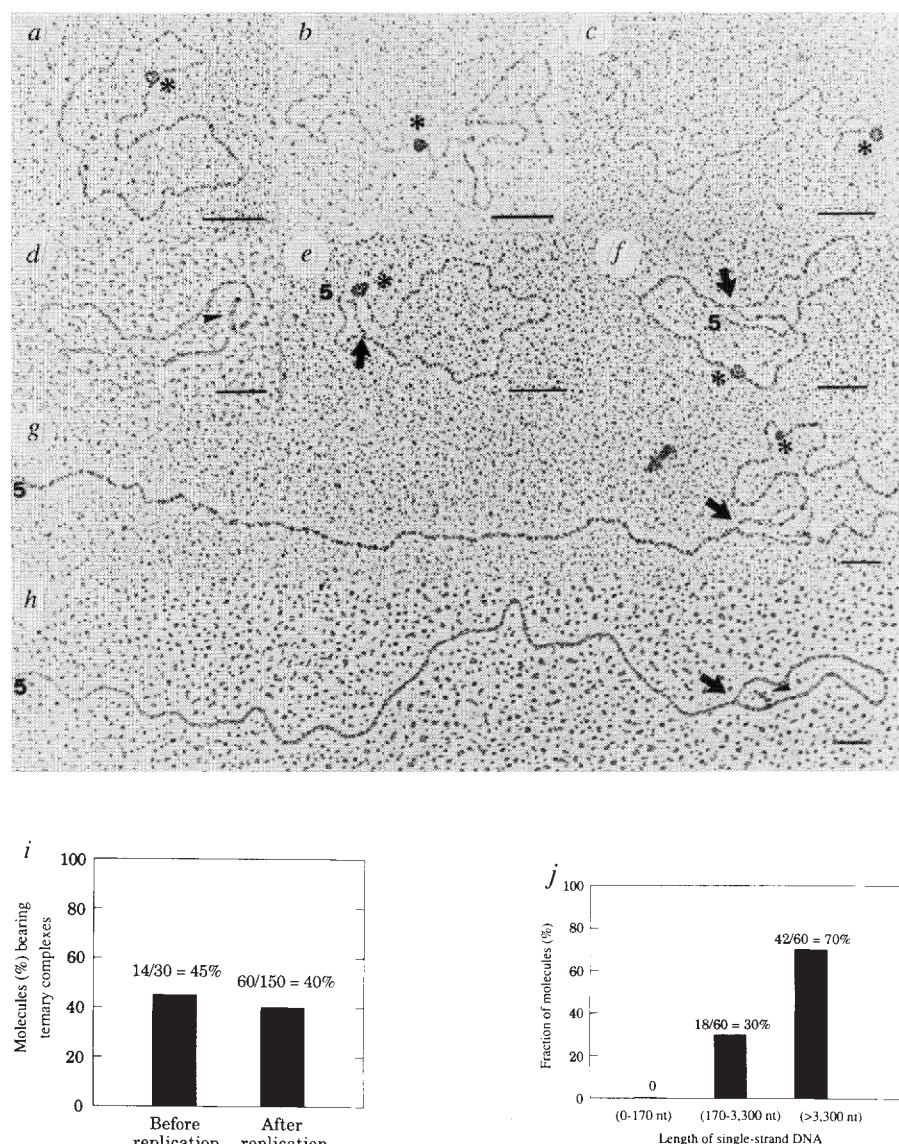 a b c
*
*
*
d e f
5 *
5
*
g
*
5
h
5
i
100
80
60
40
20
0
Molecules (%) bearing
ternary complexes
14/30 = 45%
60/150 = 40%
Before
replication
After
replication
j
100
80
60
40
20
0
Fraction of molecules (%)
0
18/60 = 30%
42/60 = 70%
(0-170 nt) (170-3,300 nt) (>3,300 nt)
Length of single-strand DNA